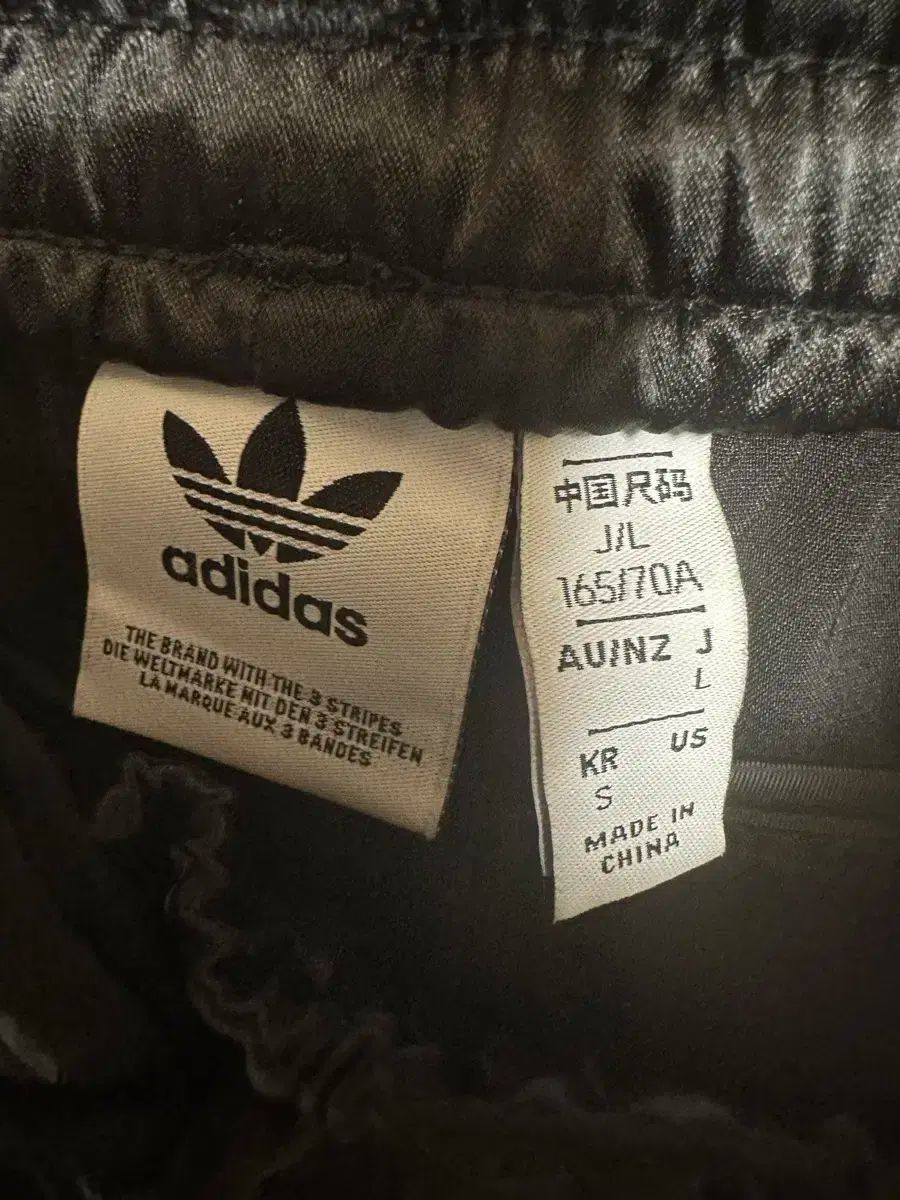 adidas
THE BRAND WITH THE 3 STRIPES
DIE WELTMARKE MIT DEN 3 STREIFEN
LA MARQUE AUX 3 BANDES
中国尺码
J/L
165/70A
AU/NZ J
L
KR US
S
MADE IN
CHINA